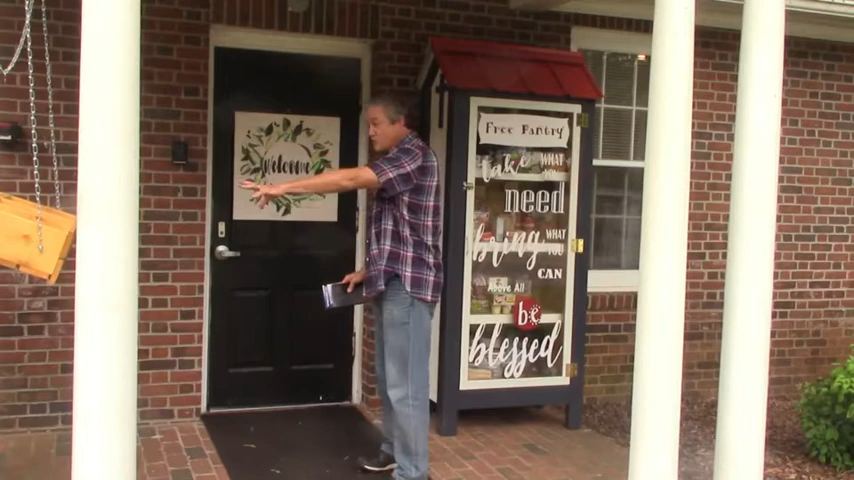 welcome
Free Pantry
take WHAT YOU
need
bring WHAT YOU
CAN
Above All
be
blessed